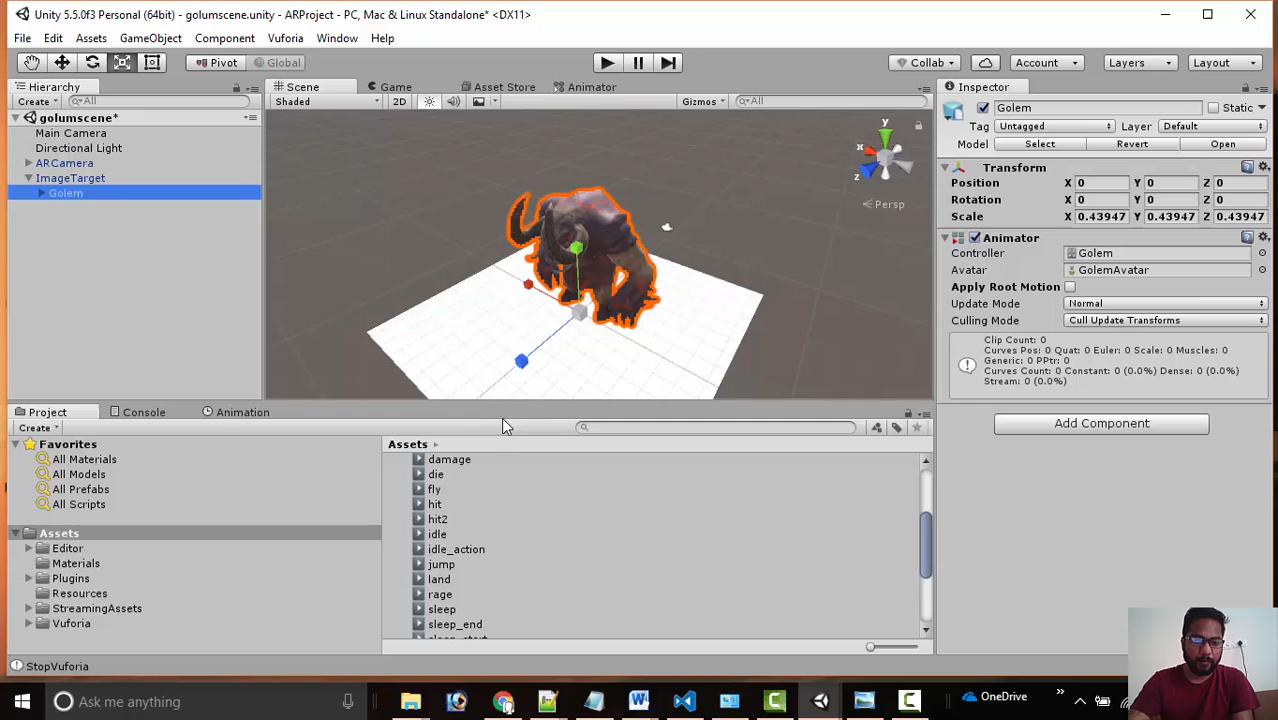 Unity 5.5.0f3 Personal (64bit) - golumscene.unity - ARProject - PC, Mac & Linux Standalone* <DX11>
File Edit Assets GameObject Component Vuforia Window Help
Pivot Global Collab Account Layers Layout
Hierarchy
Create All
golumscene*
Main Camera
Directional Light
ARCamera
ImageTarget
Golem
Scene Game Asset Store Animator
Shaded 2D Gizmos All
y
x
z
Persp
Inspector
Golem Static
Tag Untagged Layer Default
Model Select Revert Open
Transform
Position X 0 Y 0 Z 0
Rotation X 0 Y 0 Z 0
Scale X 0.43947 Y 0.43947 Z 0.43947
Animator
Controller Golem
Avatar GolemAvatar
Apply Root Motion
Update Mode Normal
Culling Mode Cull Update Transforms
Clip Count: 0
Curves Pos: 0 Quat: 0 Euler: 0 Scale: 0 Muscles: 0
Generic: 0 PPtr: 0
Curves Count: 0 Constant: 0 (0.0%) Dense: 0 (0.0%)
Stream: 0 (0.0%)
Add Component
Project Console Animation
Create
Favorites
All Materials
All Models
All Prefabs
All Scripts
Assets
Editor
Materials
Plugins
Resources
StreamingAssets
Vuforia
Assets
damage
die
fly
hit
hit2
idle
idle_action
jump
land
rage
sleep
sleep_end
sleep_start
StopVuforia
Ask me anything
OneDrive